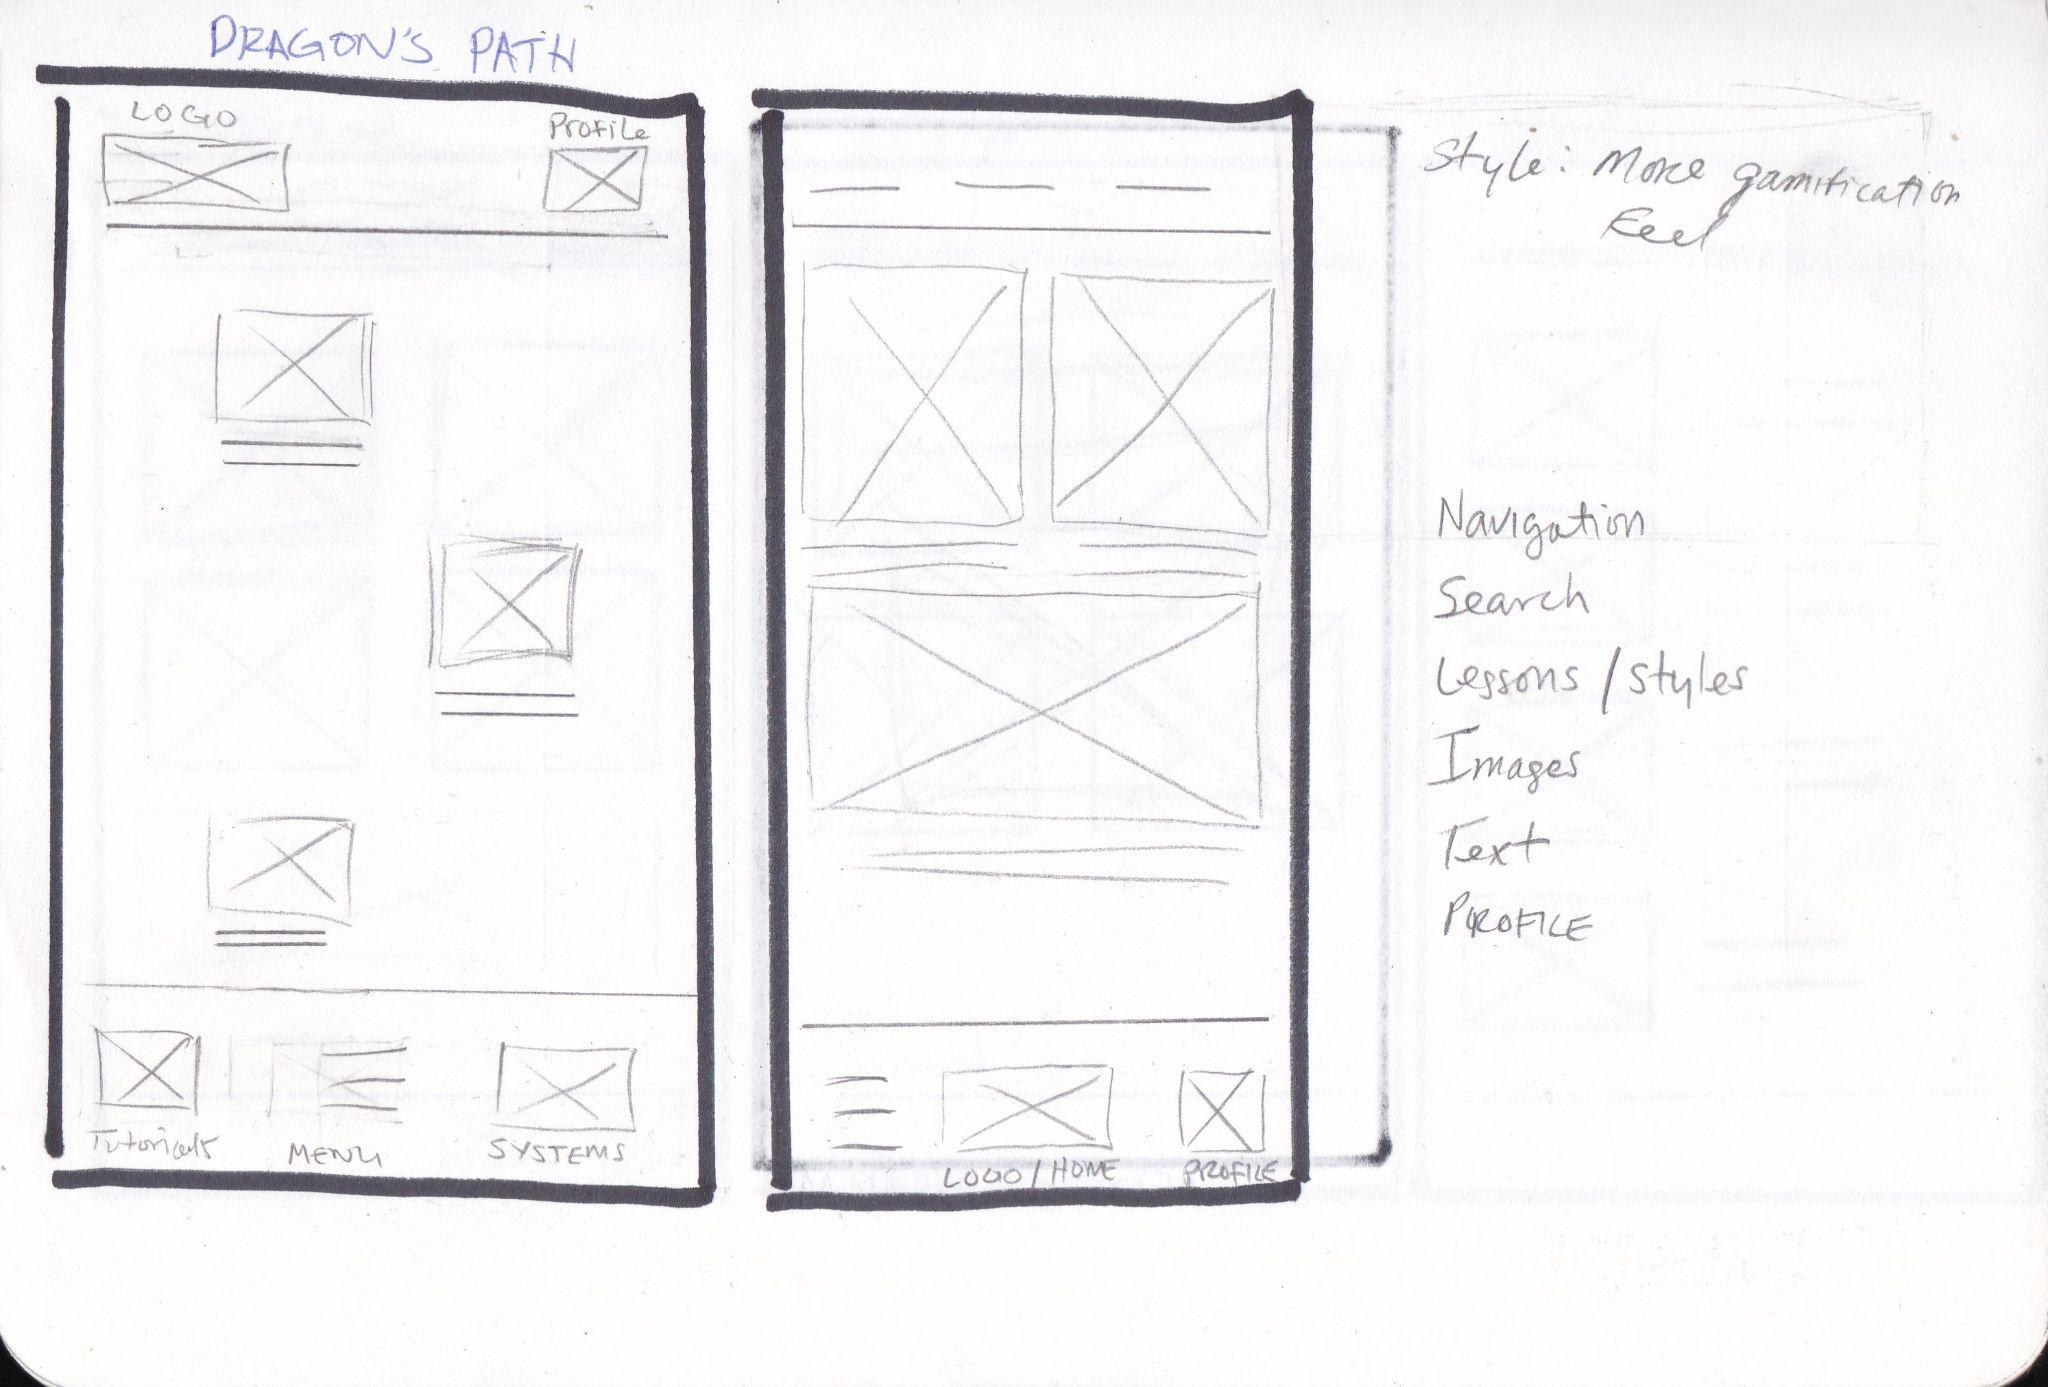 DRAGON'S PATH
LOGO
Profile
Tutorials
MENU
SYSTEMS
LOGO/HOME
PROFILE
Style: More gamification
Feel
Navigation
Search
Lessons/Styles
Images
Text
PROFILE